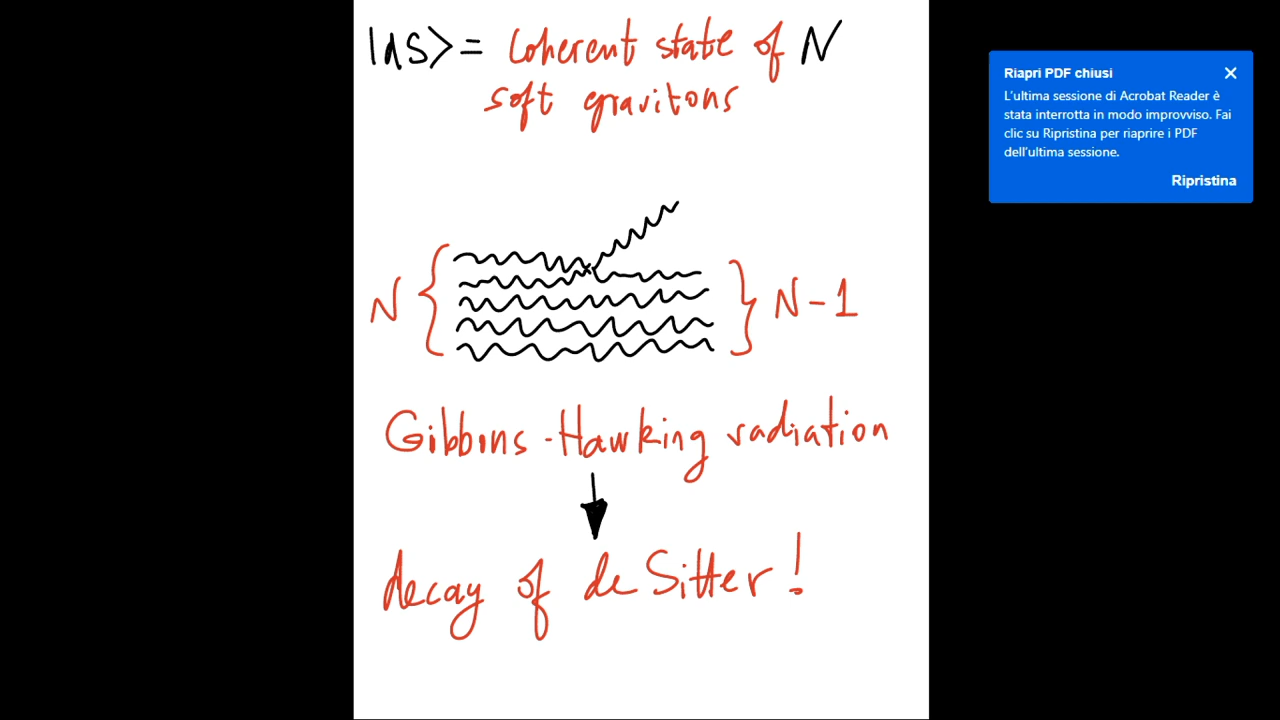 |dS> = Coherent state of N
soft gravitons
N { } N-1
Gibbons-Hawking radiation
decay of de Sitter!
Riapri PDF chiusi
L'ultima sessione di Acrobat Reader è
stata interrotta in modo improvviso. Fai
clic su Ripristina per riaprire i PDF
dell'ultima sessione.
Ripristina